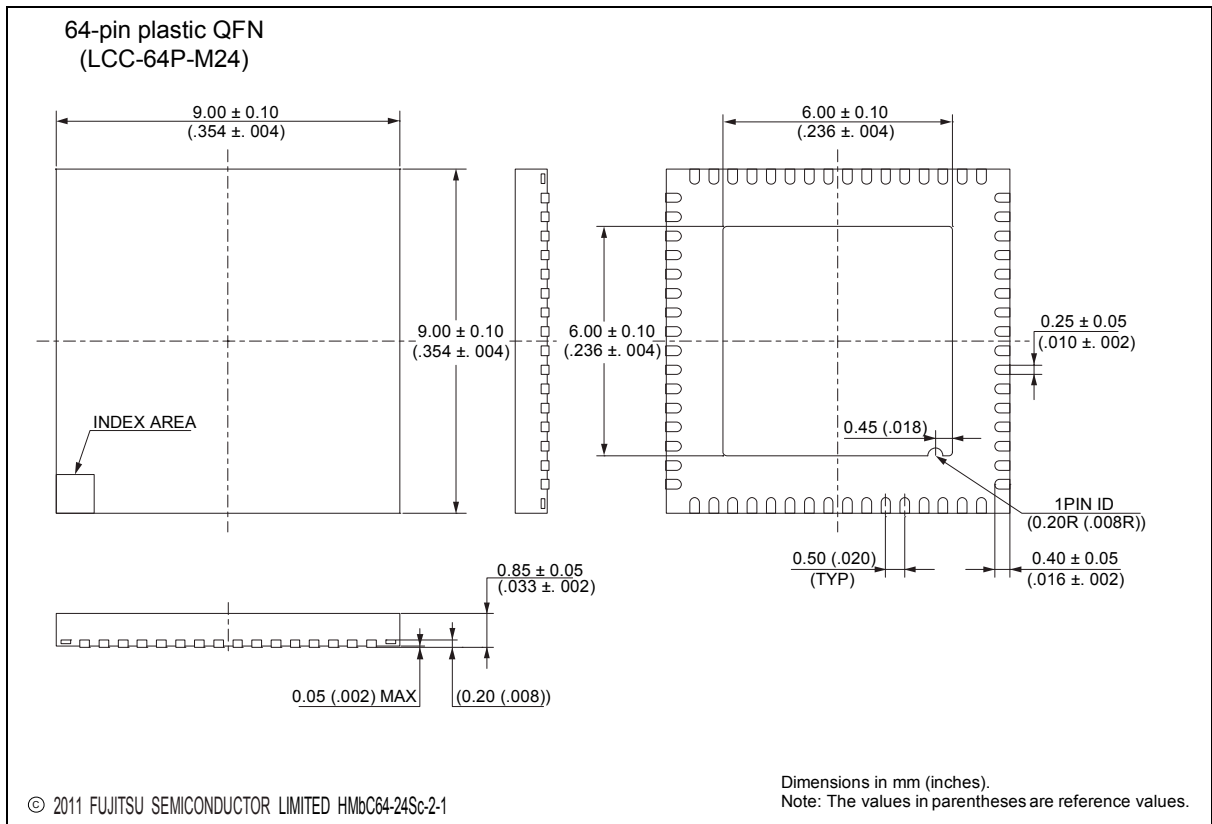 64-pin plastic QFN
(LCC-64P-M24)
9.00 ± 0.10
(.354 ±. 004)
6.00 ± 0.10
(.236 ±. 004)
9.00 ± 0.10
(.354 ±. 004)
6.00 ± 0.10
(.236 ±. 004)
0.25 ± 0.05
(.010 ±. 002)
INDEX AREA
0.45 (.018)
1PIN ID
(0.20R (.008R))
0.50 (.020)
(TYP)
0.40 ± 0.05
(.016 ±. 002)
0.85 ± 0.05
(.033 ±. 002)
0.05 (.002) MAX
(0.20 (.008))
Dimensions in mm (inches).
Note: The values in parentheses are reference values.
© 2011 FUJITSU SEMICONDUCTOR LIMITED HMbC64-24Sc-2-1